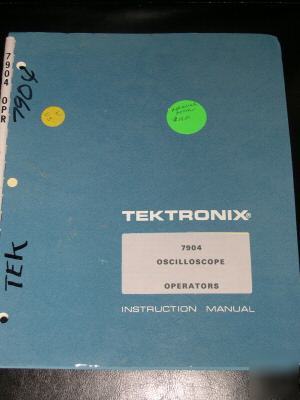 7904 OPR
7904
TEK
TEKTRONIX®
7904
OSCILLOSCOPE
OPERATORS
INSTRUCTION MANUAL